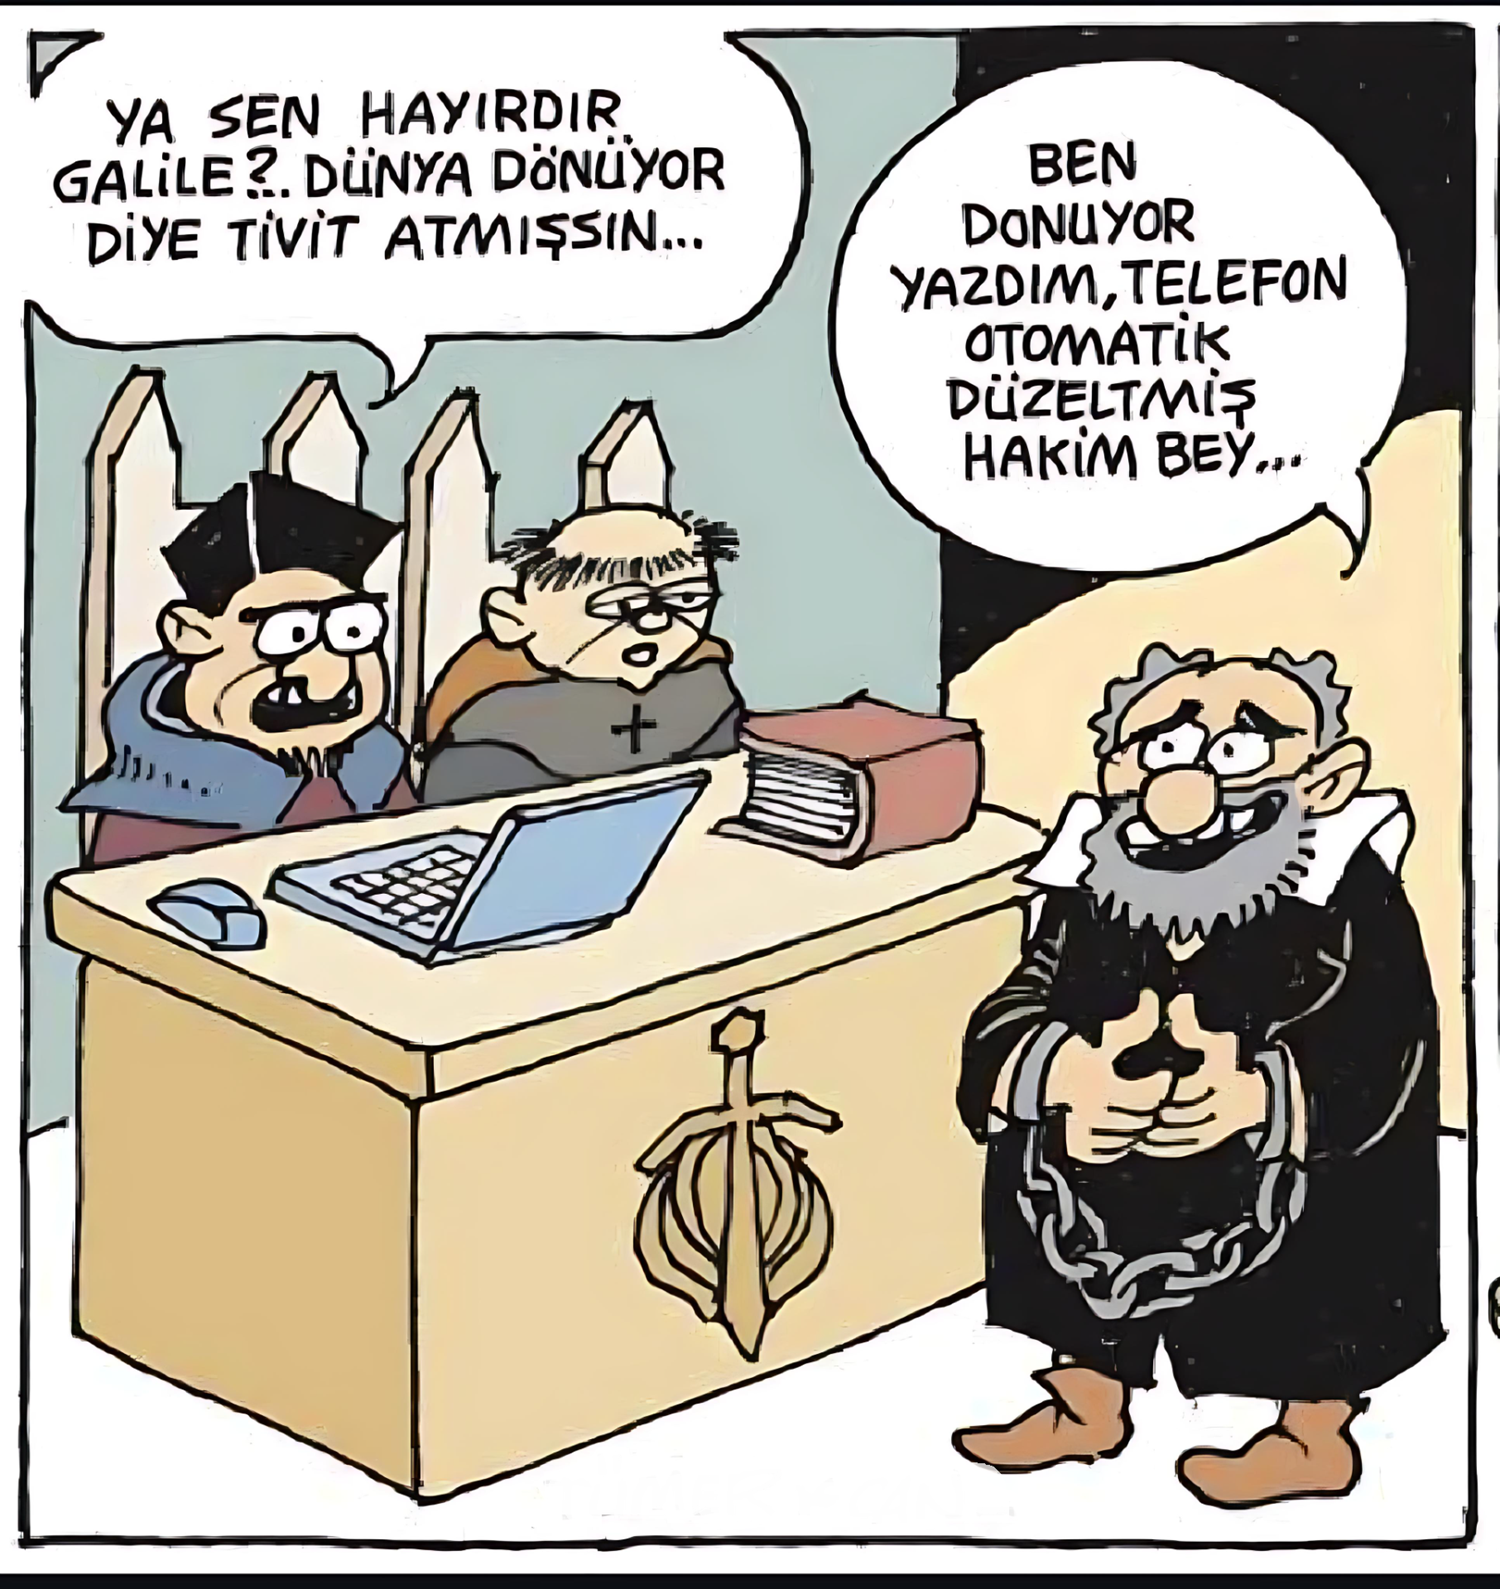 YA SEN HAYIRDIR
GALİLE?.. DÜNYA DÖNÜYOR
DİYE TİVİT ATMIŞSIN...
BEN
DONUYOR
YAZDIM, TELEFON
OTOMATİK
DÜZELTMİŞ
HAKİM BEY...